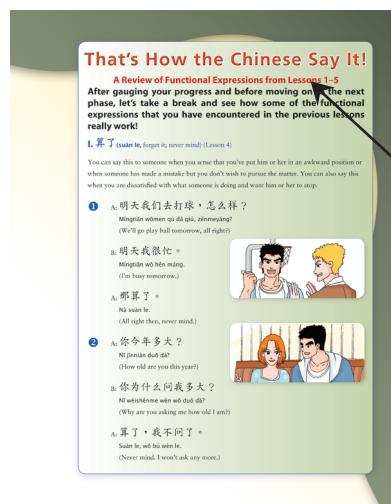 That's How the Chinese Say It!
A Review of Functional Expressions from Lessons 1–5
After gauging your progress and before moving on to the next
phase, let's take a break and see how some of the functional
expressions that you have encountered in the previous lessons
really work!
I. 算了 (suàn le, forget it; never mind) (Lesson 4)
You can say this to someone when you sense that you've put him or her in an awkward position or
when someone has made a mistake but you don't wish to pursue the matter. You can also say this
when you are dissatisfied with what someone is doing and want him or her to stop.
1 A: 明天我们去打球，怎么样？
Míngtiān wǒmen qù dǎ qiú, zěnmeyàng?
(We'll go play ball tomorrow, all right?)
B: 明天我很忙。
Míngtiān wǒ hěn máng.
(I'm busy tomorrow.)
A: 那算了。
Nà suàn le.
(All right then, never mind.)
2 A: 你今年多大？
Nǐ jīnnián duō dà?
(How old are you this year?)
B: 你为什么问我多大？
Nǐ wèishénme wèn wǒ duō dà?
(Why are you asking me how old I am?)
A: 算了，我不问了。
Suàn le, wǒ bú wèn le.
(Never mind. I won't ask any more.)